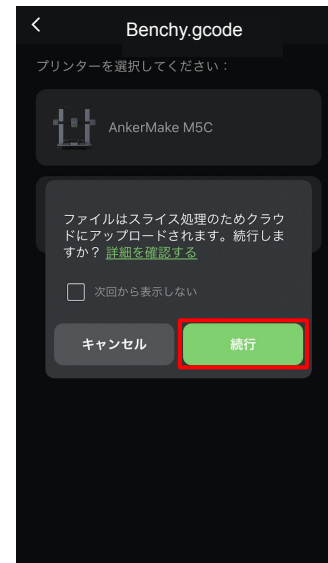 Benchy.gcode
プリンターを選択してください：
AnkerMake M5C
ファイルはスライス処理のためクラウ
ドにアップロードされます。続行しま
すか？ 詳細を確認する
次回から表示しない
キャンセル
続行